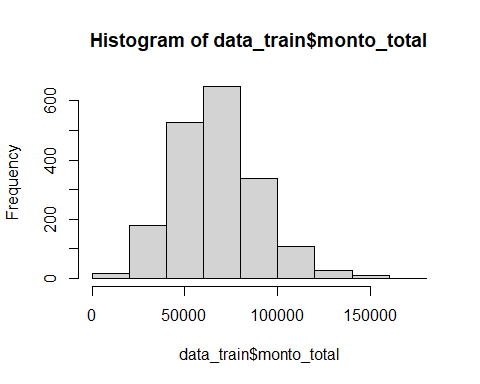 Histogram of data_train$monto_total
Frequency
600
400
200
0
0 50000 100000 150000
data_train$monto_total